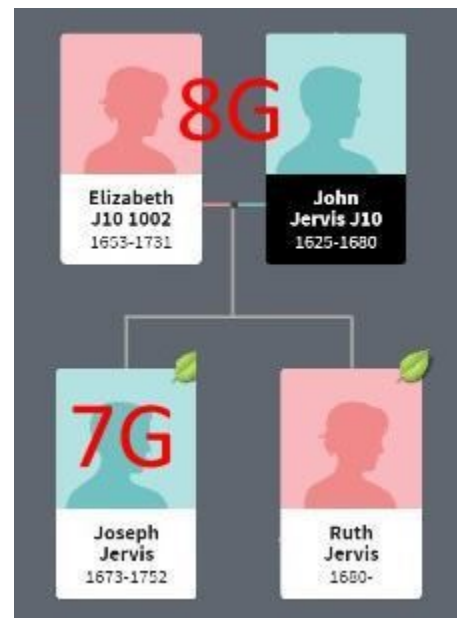 8G
Elizabeth
J10 1002
1653-1731
John
Jervis J10
1625-1680
7G
Joseph
Jervis
1673-1752
Ruth
Jervis
1680-